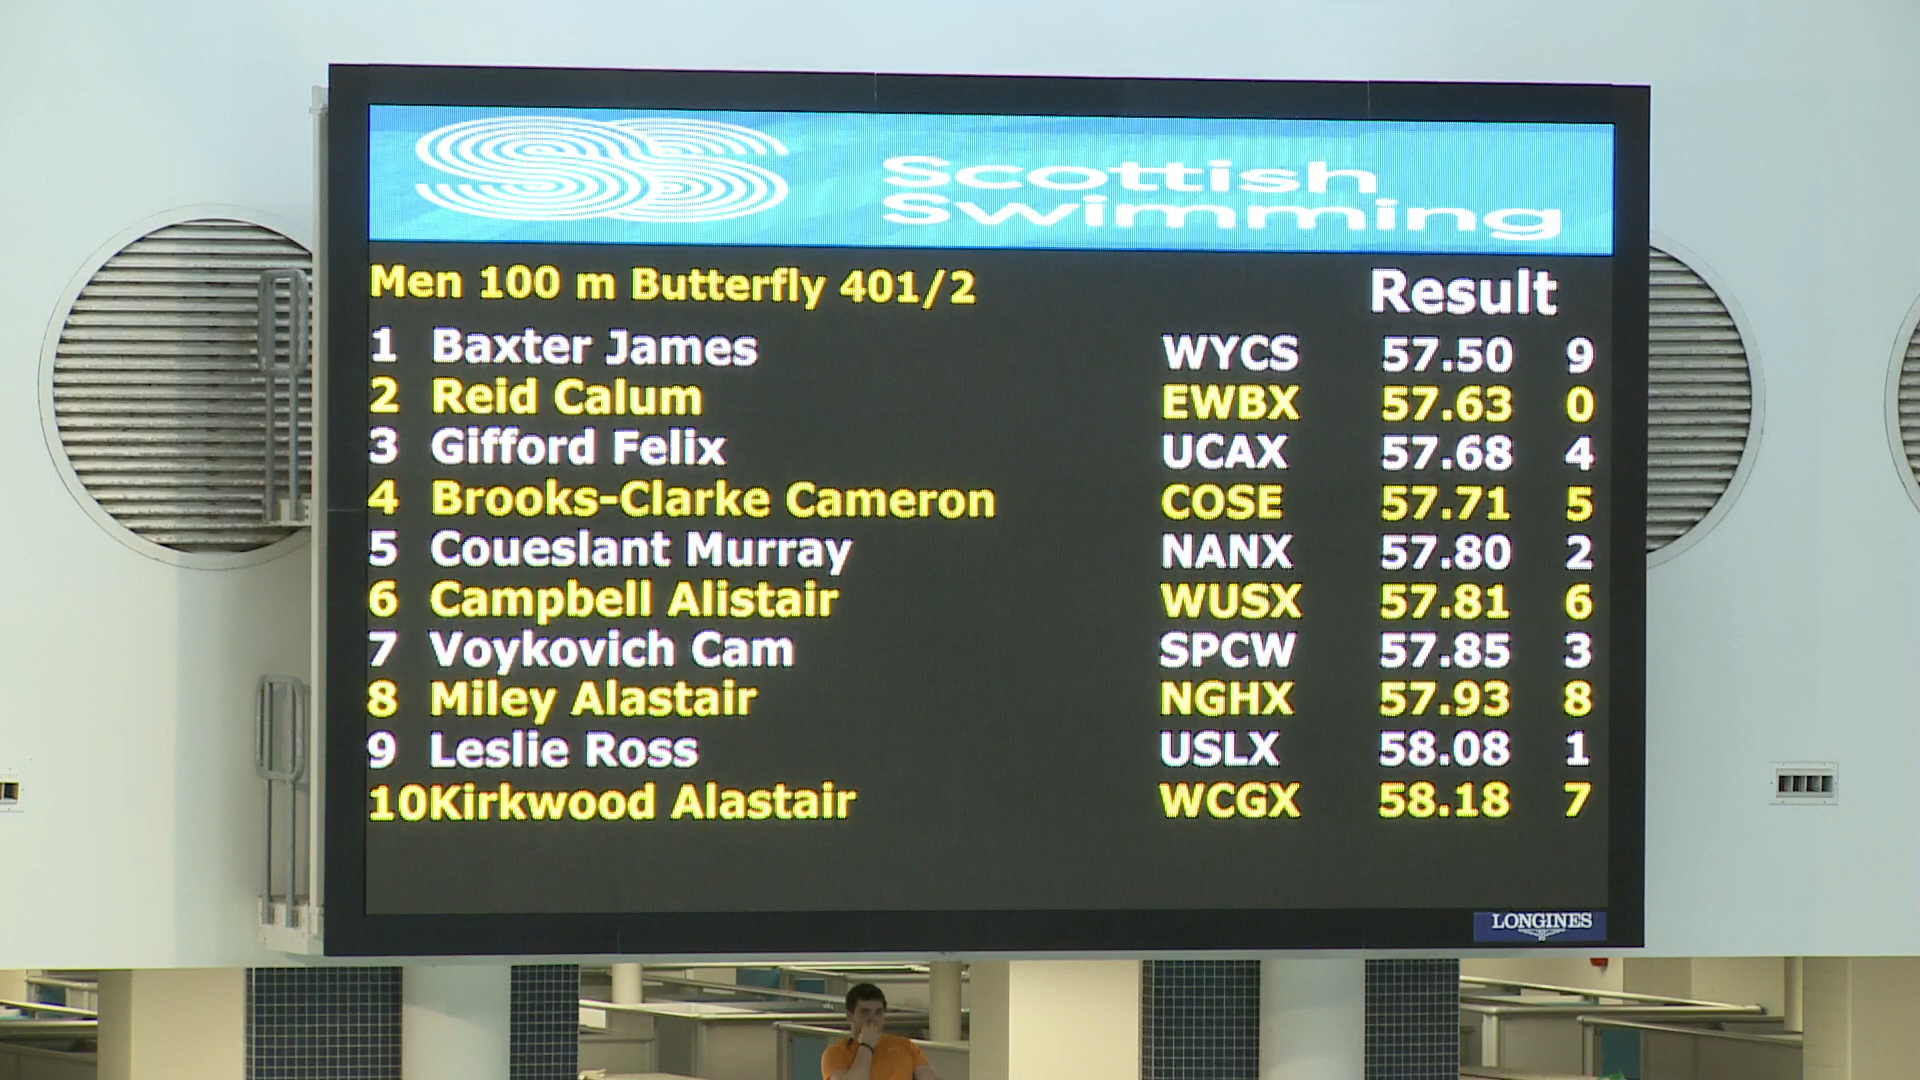 Scottish
Swimming
Men 100 m Butterfly 401/2 Result
1 Baxter James WYCS 57.50 9
2 Reid Calum EWBX 57.63 0
3 Gifford Felix UCAX 57.68 4
4 Brooks-Clarke Cameron COSE 57.71 5
5 Coueslant Murray NANX 57.80 2
6 Campbell Alistair WUSX 57.81 6
7 Voykovich Cam SPCW 57.85 3
8 Miley Alastair NGHX 57.93 8
9 Leslie Ross USLX 58.08 1
10 Kirkwood Alastair WCGX 58.18 7
LONGINES